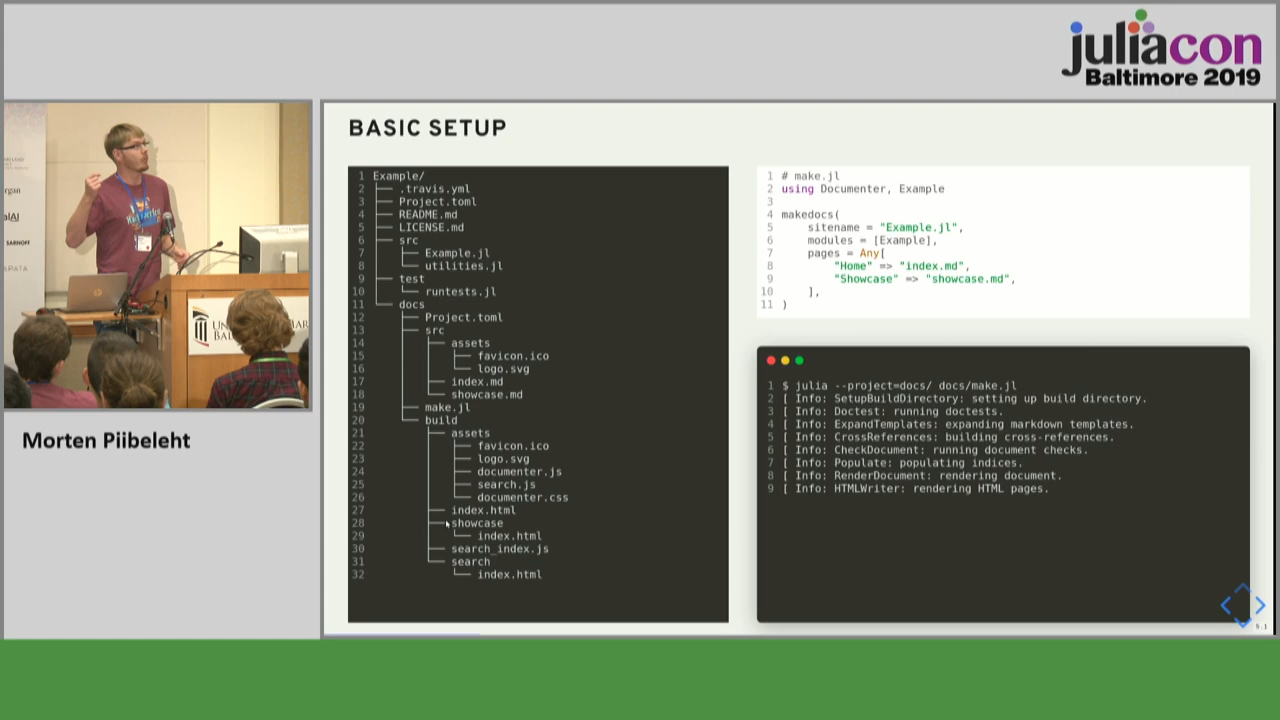 juliacon
Baltimore 2019
BASIC SETUP
1 Example/
2 ├── .travis.yml
3 ├── Project.toml
4 ├── README.md
5 ├── LICENSE.md
6 ├── src
7 │   ├── Example.jl
8 │   └── utilities.jl
9 ├── test
10 │   └── runtests.jl
11 └── docs
12     ├── Project.toml
13     ├── src
14     │   ├── assets
15     │   │   ├── favicon.ico
16     │   │   └── logo.svg
17     │   ├── index.md
18     │   └── showcase.md
19     ├── make.jl
20     └── build
21         ├── assets
22         │   ├── favicon.ico
23         │   ├── logo.svg
24         │   ├── documenter.js
25         │   ├── search.js
26         │   └── documenter.css
27         ├── index.html
28         ├── showcase
29         │   └── index.html
30         ├── search_index.js
31         └── search
32             └── index.html
1 # make.jl
2 using Documenter, Example
3
4 makedocs(
5     sitename = "Example.jl",
6     modules = [Example],
7     pages = Any[
8         "Home" => "index.md",
9         "Showcase" => "showcase.md",
10     ],
11 )
1 $ julia --project=docs/ docs/make.jl
2 [ Info: SetupBuildDirectory: setting up build directory.
3 [ Info: Doctest: running doctests.
4 [ Info: ExpandTemplates: expanding markdown templates.
5 [ Info: CrossReferences: building cross-references.
6 [ Info: CheckDocument: running document checks.
7 [ Info: Populate: populating indices.
8 [ Info: RenderDocument: rendering document.
9 [ Info: HTMLWriter: rendering HTML pages.
Morten Piibeleht